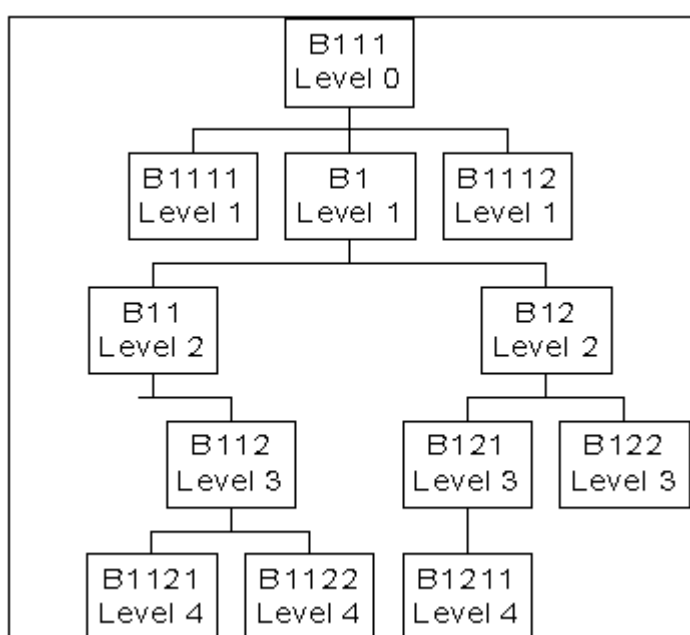 B111
Level 0
B1111
Level 1
B1
Level 1
B1112
Level 1
B11
Level 2
B12
Level 2
B112
Level 3
B121
Level 3
B122
Level 3
B1121
Level 4
B1122
Level 4
B1211
Level 4